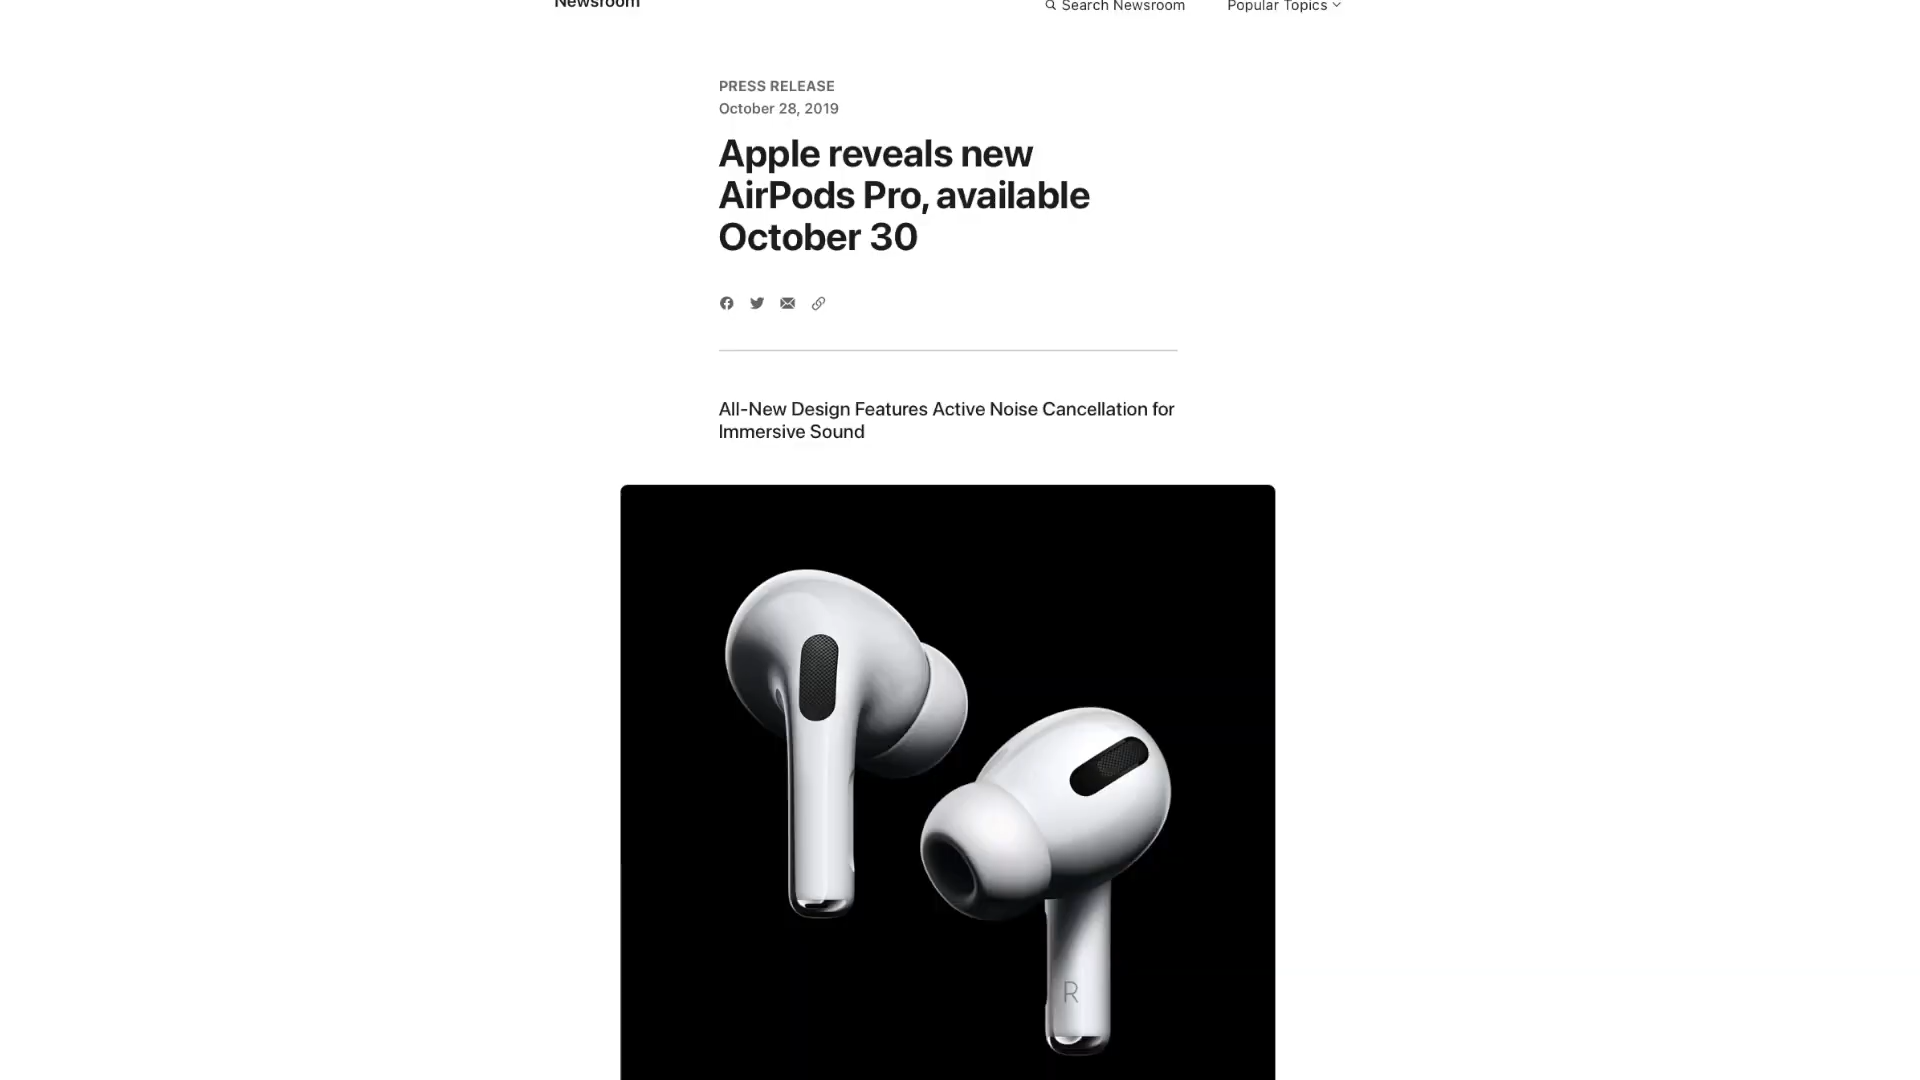 Newsroom
Search Newsroom
Popular Topics
PRESS RELEASE
October 28, 2019
Apple reveals new
AirPods Pro, available
October 30
All-New Design Features Active Noise Cancellation for
Immersive Sound
R